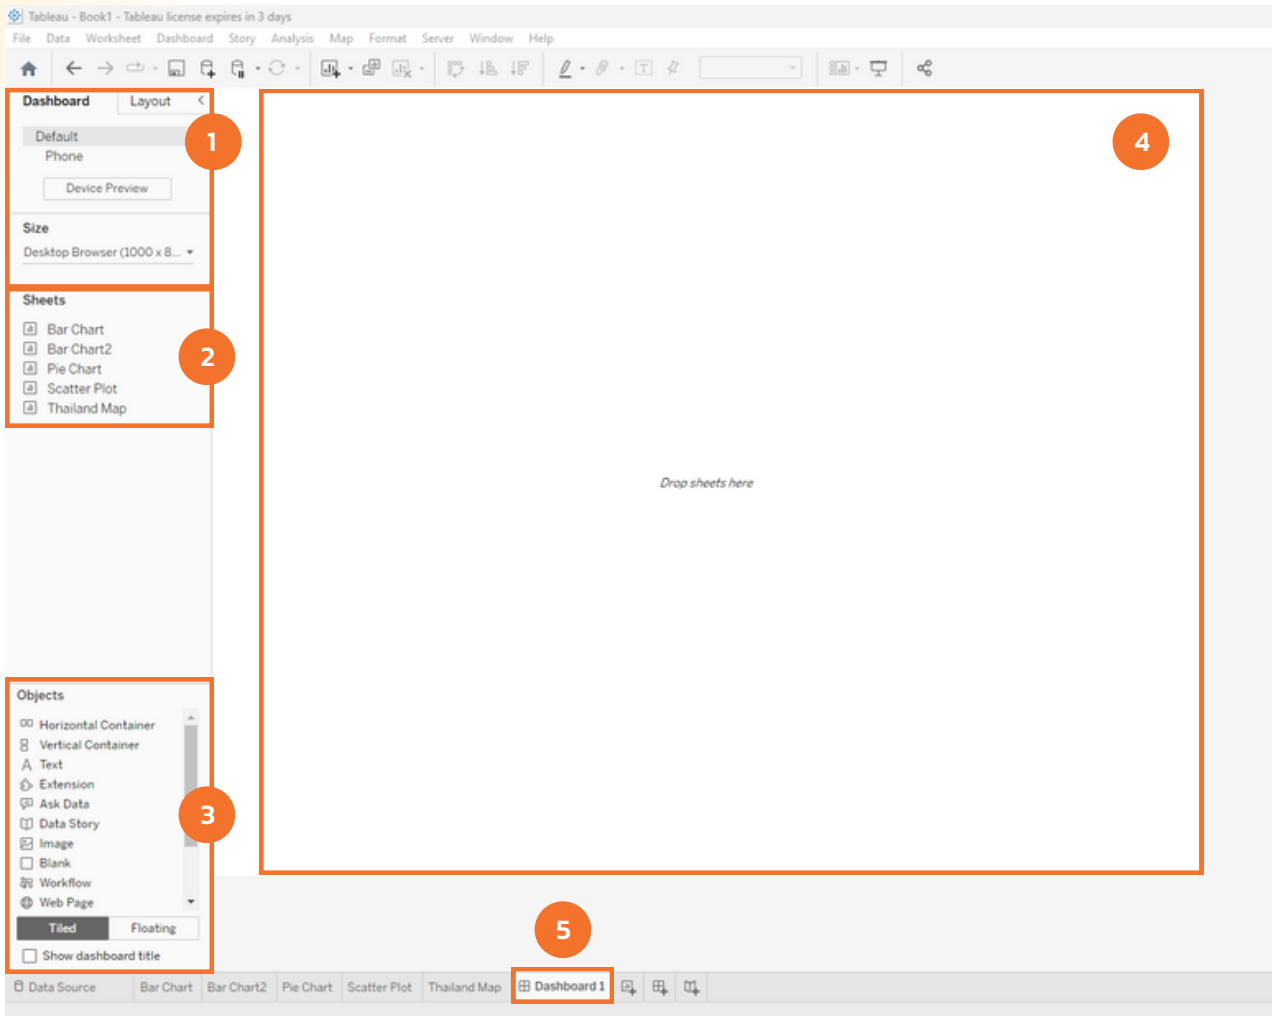 Tableau - Book1 - Tableau license expires in 3 days
File Data Worksheet Dashboard Story Analysis Map Format Server Window Help
Dashboard Layout
Default
Phone
Device Preview
Size
Desktop Browser (1000 x 8...
1
Sheets
Bar Chart
Bar Chart2
Pie Chart
Scatter Plot
Thailand Map
2
Objects
Horizontal Container
Vertical Container
Text
Extension
Ask Data
Data Story
Image
Blank
Workflow
Web Page
Tiled Floating
Show dashboard title
3
4
Drop sheets here
5
Data Source Bar Chart Bar Chart2 Pie Chart Scatter Plot Thailand Map Dashboard 1